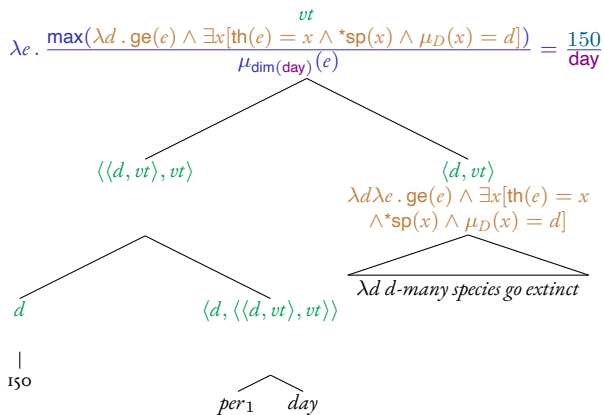 vt
λe . max(λd . ge(e) ∧ ∃x[th(e) = x ∧ *sp(x) ∧ μ_D(x) = d]) / μ_dim(day)(e) = 150 / day
⟨⟨d, vt⟩, vt⟩ ⟨d, vt⟩
λdλe . ge(e) ∧ ∃x[th(e) = x
∧*sp(x) ∧ μ_D(x) = d]
d ⟨d, ⟨⟨d, vt⟩, vt⟩⟩ λd d-many species go extinct
150
per₁ day